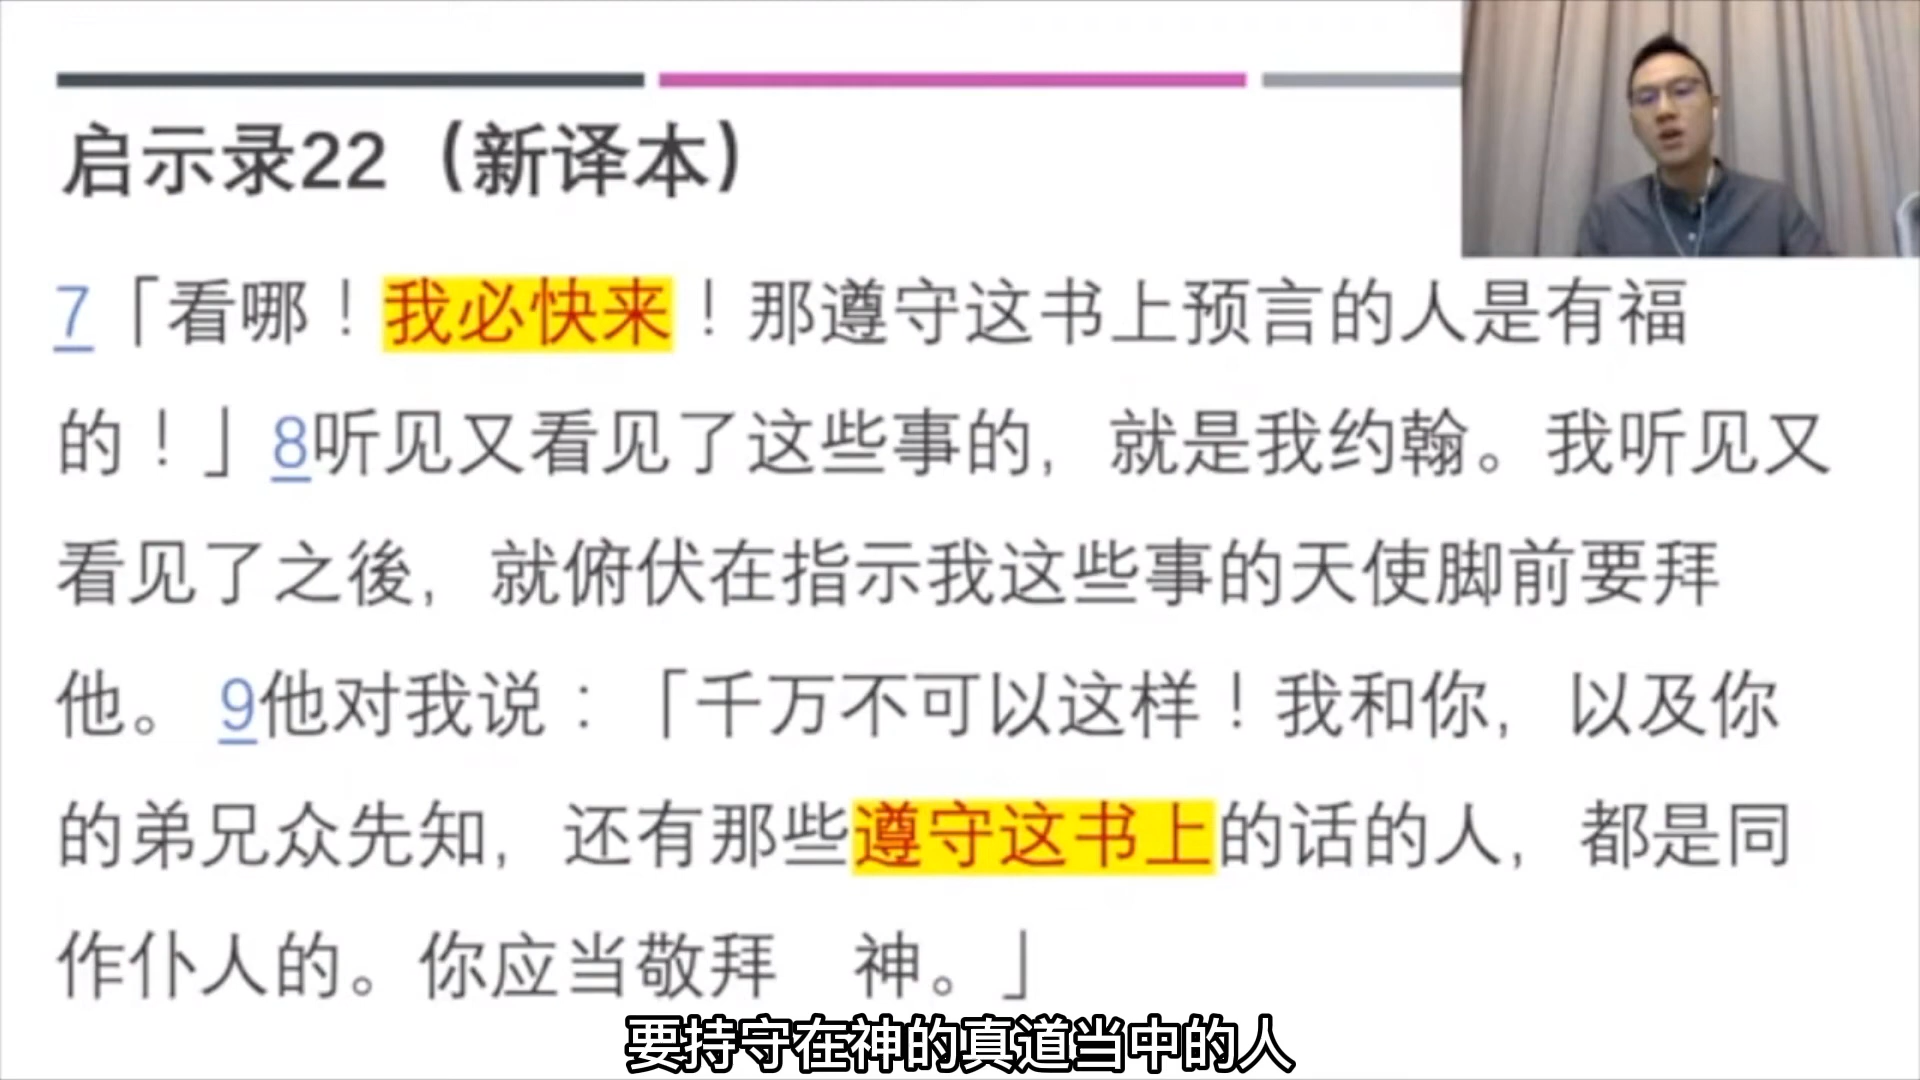 启示录22（新译本）
7「看哪！我必快来！那遵守这书上预言的人是有福
的！」8听见又看见了这些事的，就是我约翰。我听见又
看见了之後，就俯伏在指示我这些事的天使脚前要拜
他。 9他对我说：「千万不可以这样！我和你，以及你
的弟兄众先知，还有那些遵守这书上的话的人，都是同
作仆人的。你应当敬拜　神。」
要持守在神的真道当中的人